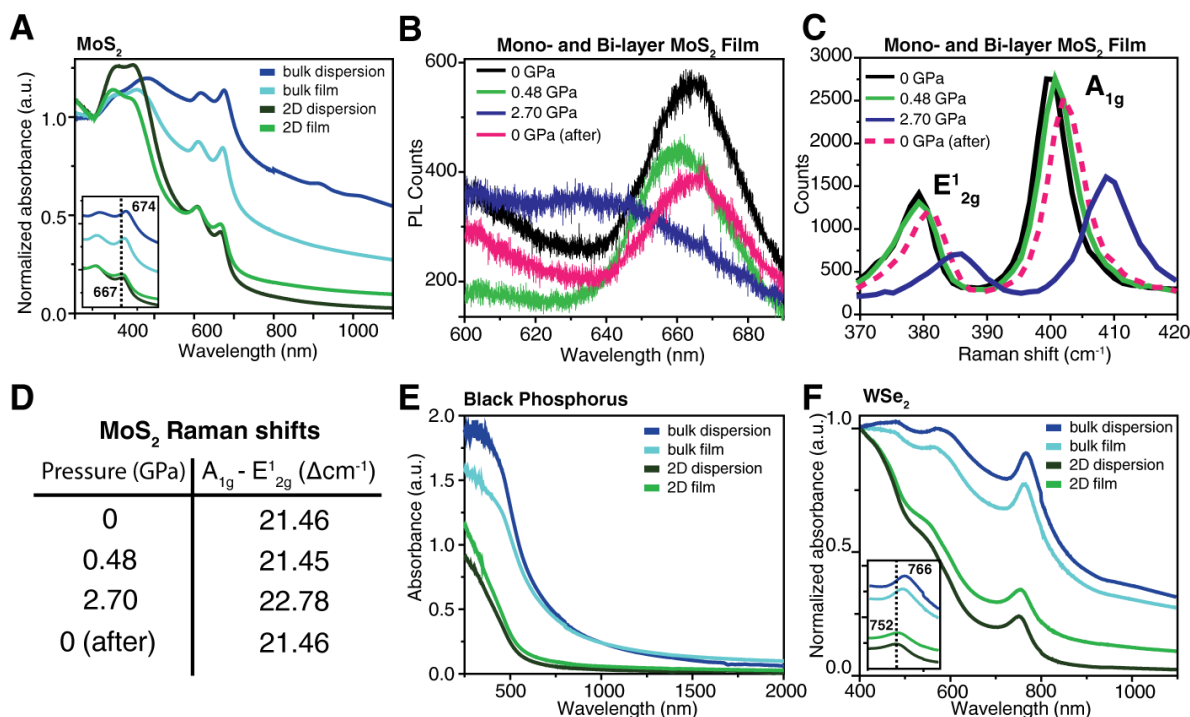 A
MoS2
Normalized absorbance (a.u.)
1.0
0.5
0.0
bulk dispersion
bulk film
2D dispersion
2D film
674
667
400
600
800
1000
Wavelength (nm)
B
Mono- and Bi-layer MoS2 Film
PL Counts
600
400
200
0 GPa
0.48 GPa
2.70 GPa
0 GPa (after)
600
620
640
660
680
Wavelength (nm)
C
Mono- and Bi-layer MoS2 Film
Counts
3000
2500
2000
1500
1000
500
0
0 GPa
0.48 GPa
2.70 GPa
0 GPa (after)
A1g
E12g
370
380
390
400
410
420
Raman shift (cm-1)
D
MoS2 Raman shifts
Pressure (GPa) A1g - E12g (Δcm-1)
0 21.46
0.48 21.45
2.70 22.78
0 (after) 21.46
E
Black Phosphorus
Absorbance (a.u.)
2.0
1.5
1.0
0.5
0.0
bulk dispersion
bulk film
2D dispersion
2D film
500
1000
1500
2000
Wavelength (nm)
F
WSe2
Normalized absorbance (a.u.)
1.0
0.5
0.0
bulk dispersion
bulk film
2D dispersion
2D film
766
752
400
600
800
1000
Wavelength (nm)